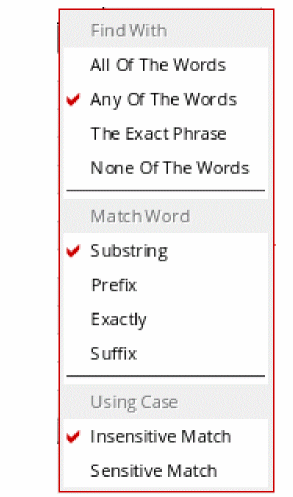 Find With
All Of The Words
Any Of The Words
The Exact Phrase
None Of The Words
Match Word
Substring
Prefix
Exactly
Suffix
Using Case
Insensitive Match
Sensitive Match